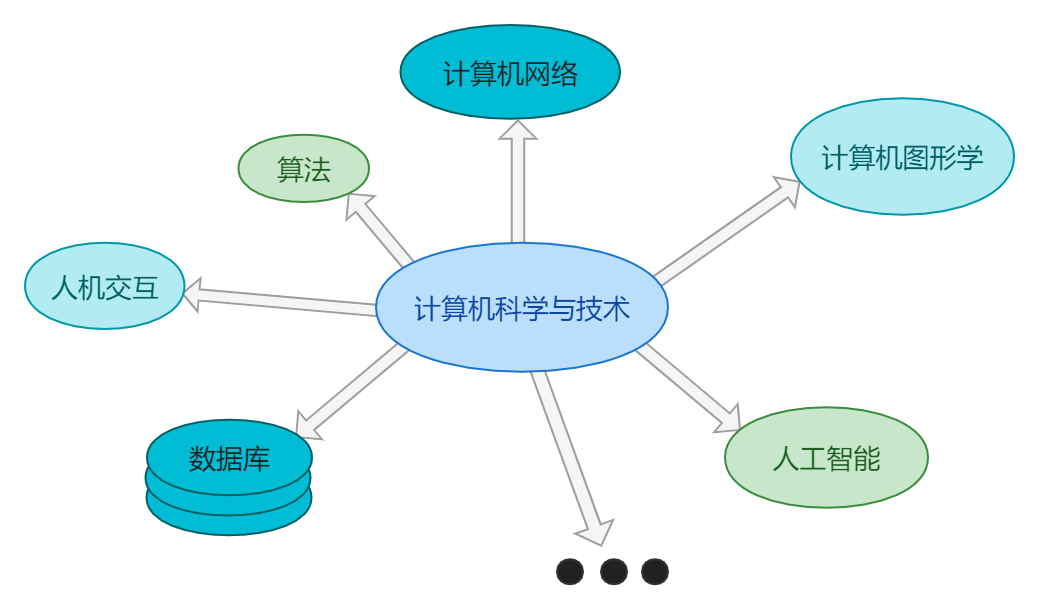 计算机网络
计算机图形学
算法
人机交互
计算机科学与技术
数据库
人工智能